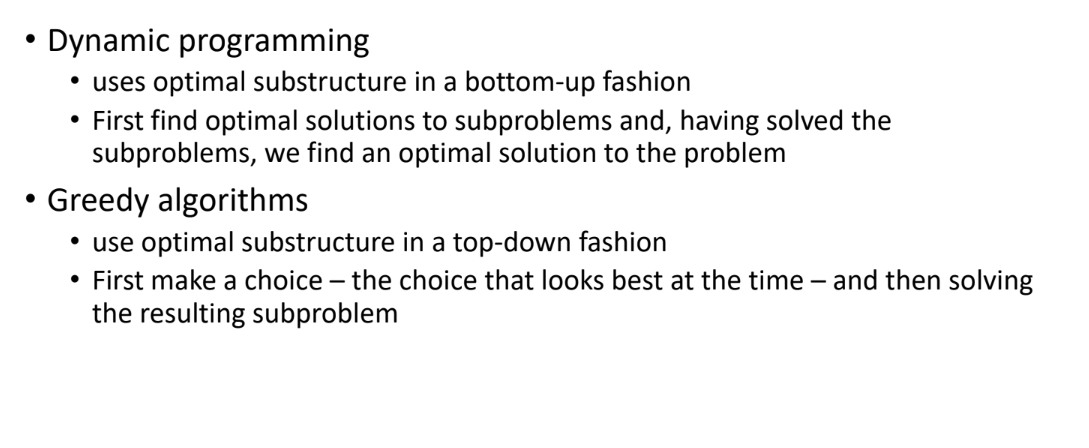 • Dynamic programming
• uses optimal substructure in a bottom-up fashion
• First find optimal solutions to subproblems and, having solved the
subproblems, we find an optimal solution to the problem
• Greedy algorithms
• use optimal substructure in a top-down fashion
• First make a choice – the choice that looks best at the time – and then solving
the resulting subproblem